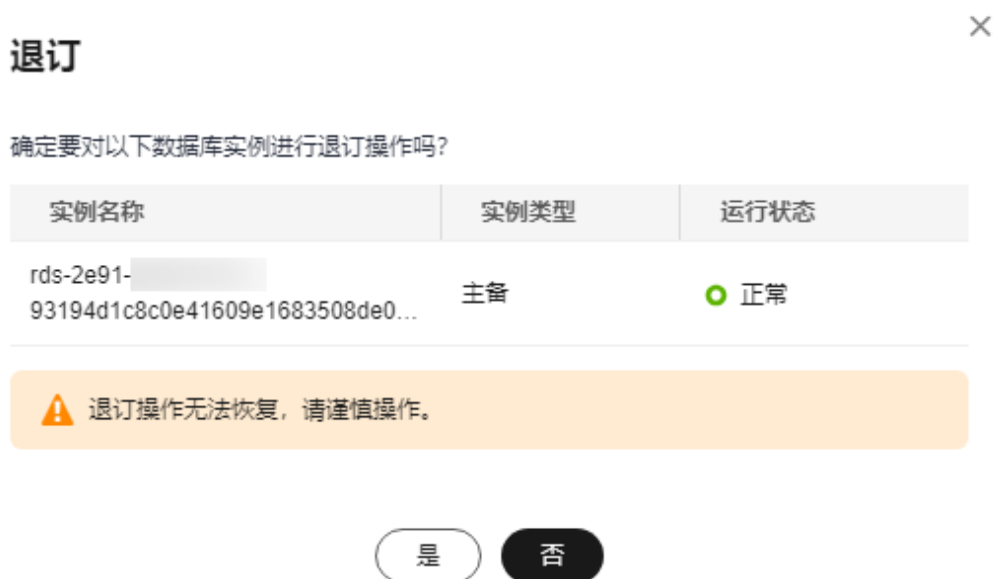 退订
确定要对以下数据库实例进行退订操作吗?
实例名称 实例类型 运行状态
rds-2e91-
93194d1c8c0e41609e1683508de0...
主备
正常
退订操作无法恢复，请谨慎操作。
是 否